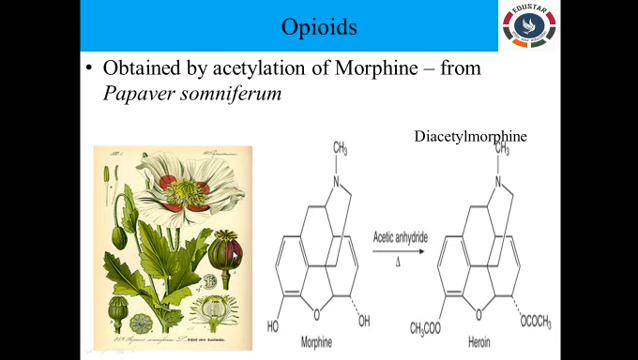 Opioids
EDUSTAR
• Obtained by acetylation of Morphine – from
Papaver somniferum
Diacetylmorphine
CH₃
CH₃
N
N
Acetic anhydride
Δ
HO
O
OH
CH₃COO
O
OCOCH₃
Morphine
Heroin